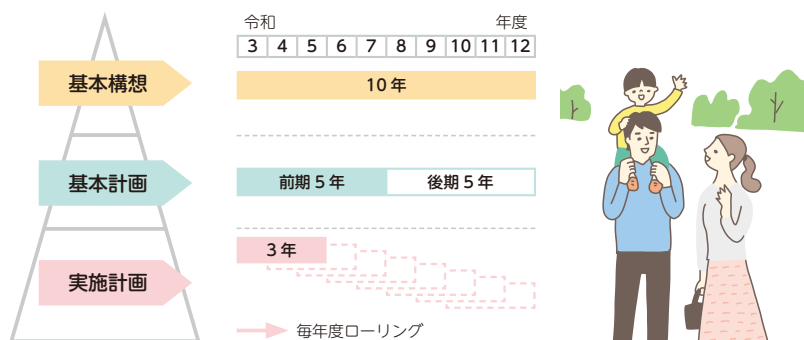 令和 年度
3 4 5 6 7 8 9 10 11 12
基本構想
10年
基本計画
前期5年 後期5年
実施計画
3年
毎年度ローリング